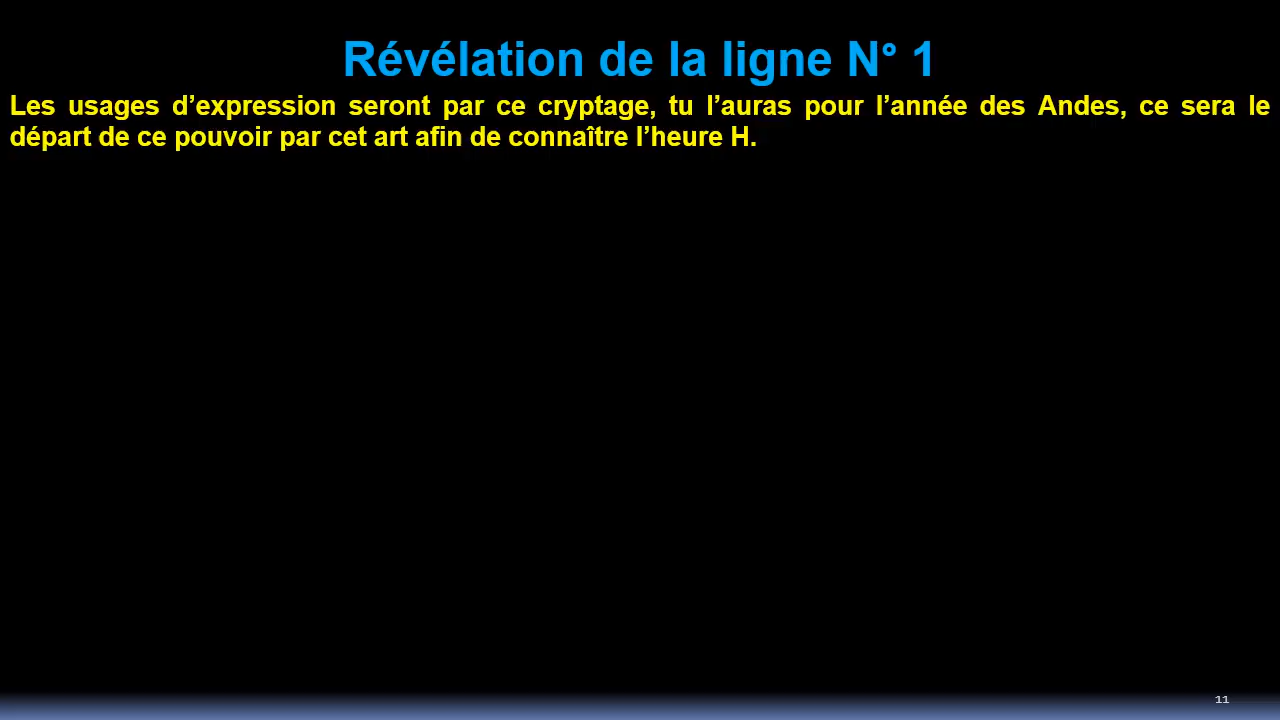 Révélation de la ligne N° 1
Les usages d’expression seront par ce cryptage, tu l’auras pour l’année des Andes, ce sera le
départ de ce pouvoir par cet art afin de connaître l’heure H.
11